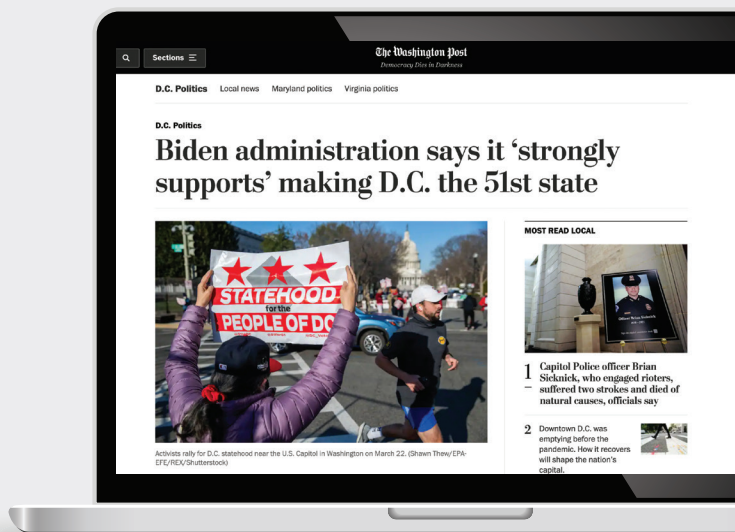 Sections
The Washington Post
Democracy Dies in Darkness
D.C. Politics Local news Maryland politics Virginia politics
D.C. Politics
Biden administration says it ‘strongly
supports’ making D.C. the 51st state
STATEHOOD
for the
PEOPLE OF DC
Activists rally for D.C. statehood near the U.S. Capitol in Washington on March 22. (Shawn Thew/EPA-
EFE/REX/Shutterstock)
MOST READ LOCAL
Officer Brian Sicknick
1 Capitol Police officer Brian
Sicknick, who engaged rioters,
suffered two strokes and died of
natural causes, officials say
2 Downtown D.C. was
emptying before the
pandemic. How it recovers
will shape the nation's
capital.